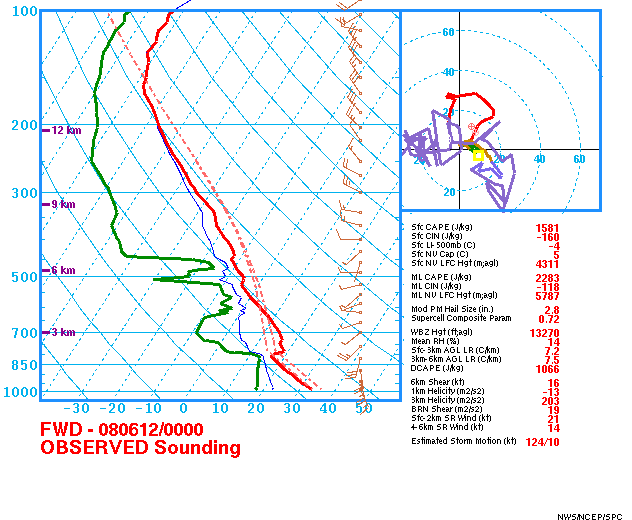 100
200
300
400
500
600
700
850
1000
12 km
9 km
6 km
3 km
-30 -20 -10 0 10 20 30 40 50
FWD - 080612/0000
OBSERVED Sounding
60
40
20
20 40 60
20
Sfc CAPE (J/kg) 1581
Sfc CIN (J/kg) -160
Sfc LI-500mb (C) -4
Sfc NV Cap (C) 5
Sfc NV LFC Hgt (m;agl) 4311
ML CAPE (J/kg) 2283
ML CIN (J/kg) -118
ML NV LFC Hgt (m;agl) 5787
Mod PM Hail Size (in.) 2.8
Supercell Composite Param 0.72
WBZ Hgt (ft;agl) 13270
Mean RH (%) 14
Sfc-3km AGL LR (C/km) 7.2
3km-6km AGL LR (C/km) 7.5
DCAPE (J/kg) 1066
6km Shear (kt) 16
1km Helicity (m2/s2) -13
3km Helicity (m2/s2) 203
BRN Shear (m2/s2) 19
Sfc-2km SR Wind (kt) 21
4-6km SR Wind (kt) 14
Estimated Storm Motion (kt) 124/10
NWS/NCEP/SPC